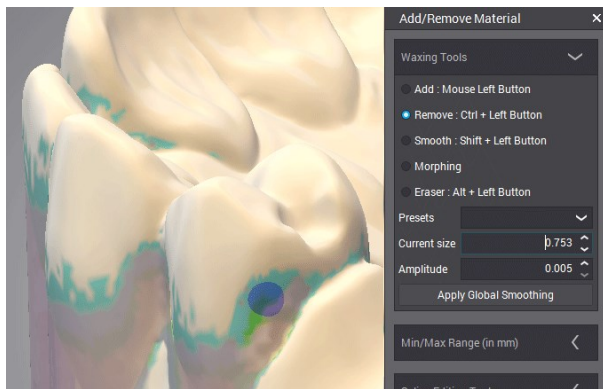 Add/Remove Material
Waxing Tools
Add : Mouse Left Button
Remove : Ctrl + Left Button
Smooth : Shift + Left Button
Morphing
Eraser : Alt + Left Button
Presets
Current size 0.753
Amplitude 0.005
Apply Global Smoothing
Min/Max Range (in mm)